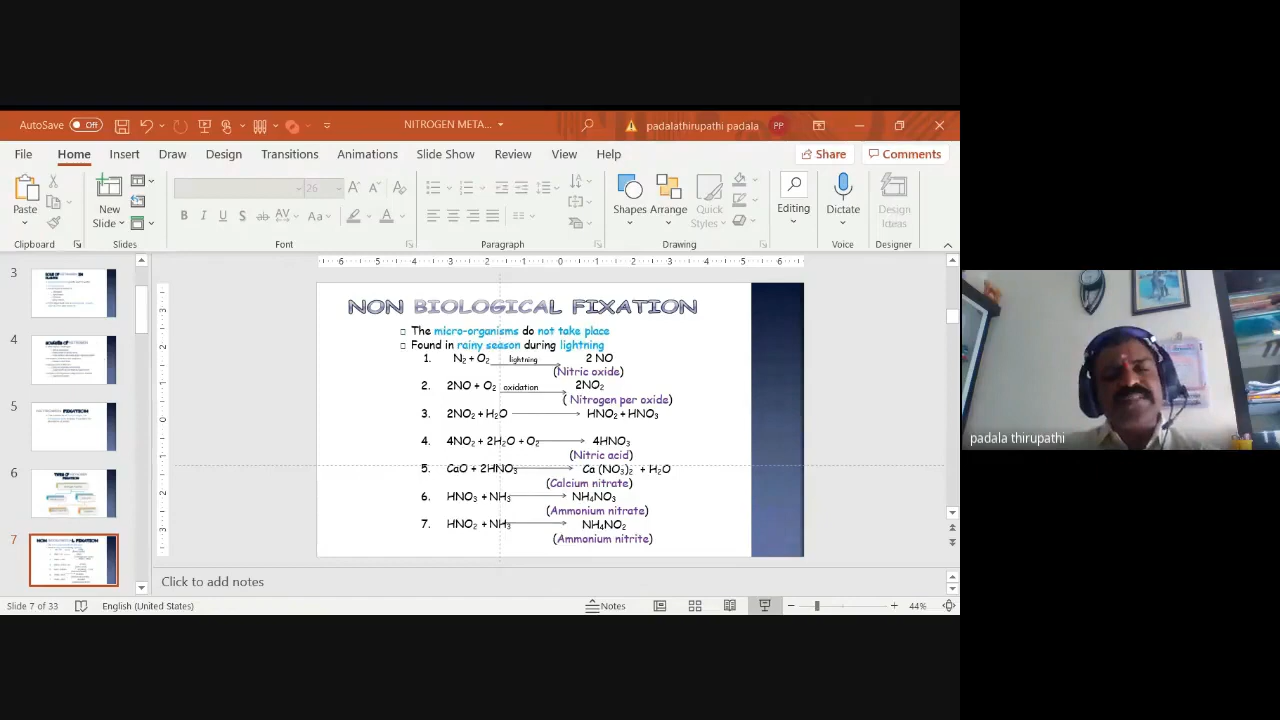 AutoSave Off NITROGEN META... padalathirupathi padala PP
File Home Insert Draw Design Transitions Animations Slide Show Review View Help Share Comments
26
Paste New Slide Shapes Arrange Quick Styles Editing Dictate Design Ideas
Clipboard Slides Font Paragraph Drawing Voice Designer
3
4
5
6
7
NON BIOLOGICAL FIXATION
The micro-organisms do not take place
Found in rainy season during lightning
1. N2 + O2 lightning 2 NO
(Nitric oxide)
2. 2NO + O2 oxidation 2NO2
( Nitrogen per oxide)
3. 2NO2 + H2O HNO2 + HNO3
4. 4NO2 + 2H2O + O2 4HNO3
(Nitric acid)
5. CaO + 2HNO3 Ca (NO3)2 + H2O
(Calcium nitrate)
HNO3 + NH
(Ammonium nitrate)
7. HNO2 + NH3 NH4NO2
(Ammonium nitrite)
Click to add notes
Slide 7 of 33 English (United States) Notes 44%
padala thirupathi